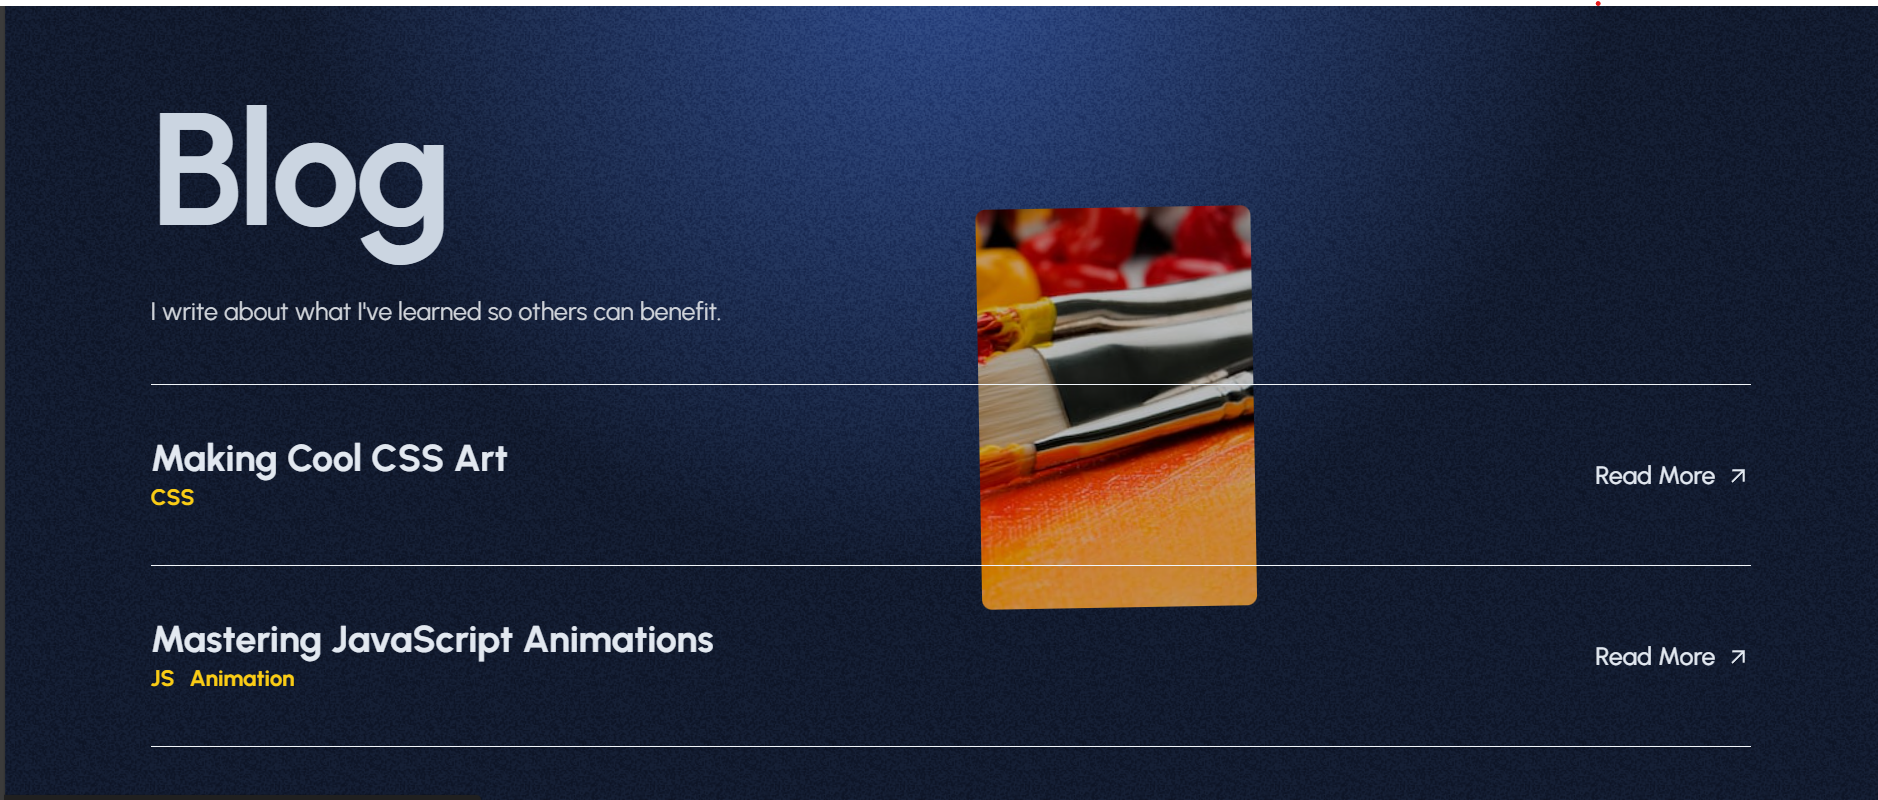 Blog
I write about what I've learned so others can benefit.
Making Cool CSS Art
CSS
Read More
Mastering JavaScript Animations
JS Animation
Read More